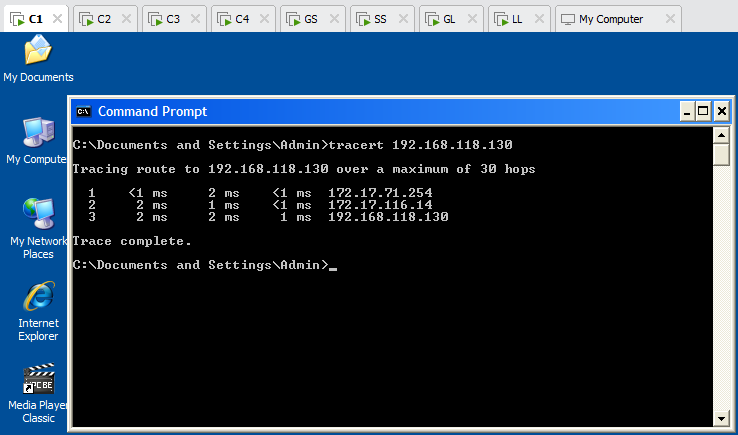 C1 C2 C3 C4 GS SS GL LL My Computer
My Documents
My Compute
My Network
Places
Internet
Explorer
Media Player
Classic
Command Prompt
C:\Documents and Settings\Admin>tracert 192.168.118.130
Tracing route to 192.168.118.130 over a maximum of 30 hops
1 <1 ms 2 ms <1 ms 172.17.71.254
2 2 ms 1 ms <1 ms 172.17.116.14
3 2 ms 2 ms 1 ms 192.168.118.130
Trace complete.
C:\Documents and Settings\Admin>_